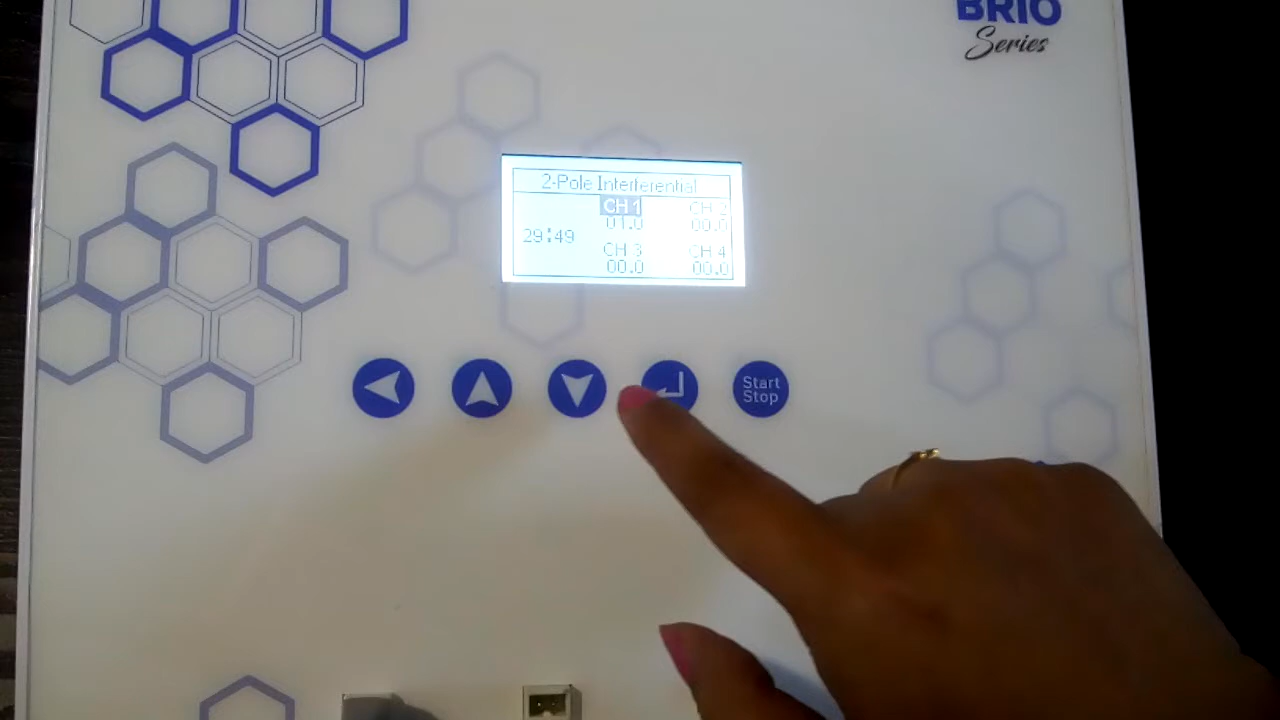 BRIO
Series
2-Pole Interferential
CH 1 CH 2
01.0 00.0
29:49
CH 3 CH 4
00.0 00.0
Start
Stop